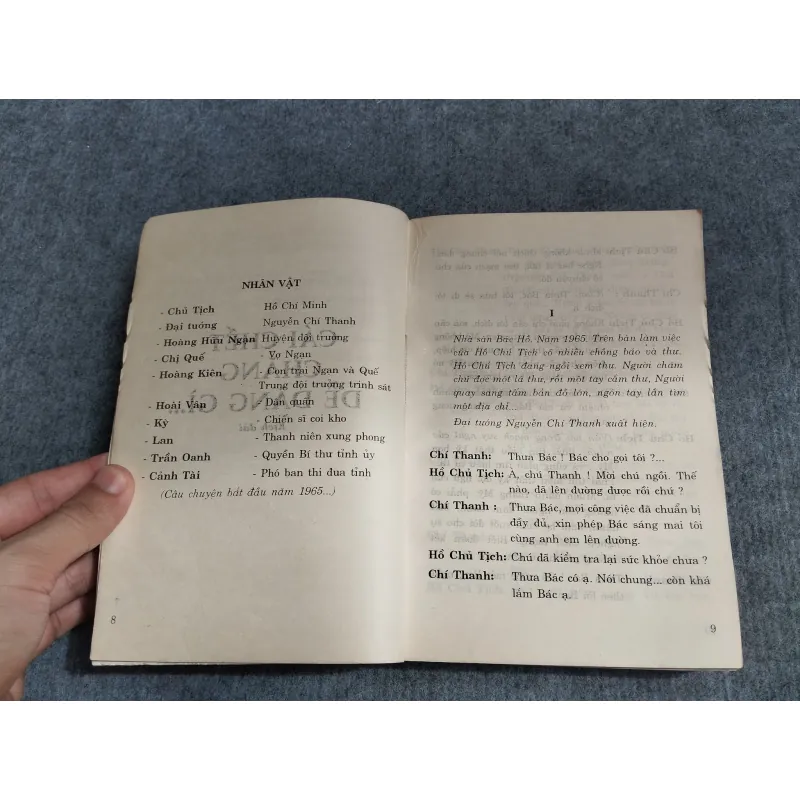 NHÂN VẬT
- Chủ Tịch Hồ Chí Minh
- Đại tướng Nguyễn Chí Thanh
- Hoàng Hữu Ngạn Huyện đội trưởng
- Chị Quế - Vợ Ngạn
- Hoàng Kiên - Con trai Ngạn và Quế
Trung đội trưởng trinh sát
- Hoài Vân - Dân quân
- Kỳ - Chiến sĩ coi kho
- Lan - Thanh niên xung phong
- Trần Oanh - Quyền Bí thư tỉnh ủy
- Cảnh Tài - Phó ban thi đua tỉnh
(Câu chuyện bắt đầu năm 1965...)
8
I
Nhà sàn Bác Hồ. Năm 1965. Trên bàn làm việc
của Hồ Chủ Tịch có nhiều chồng báo và thư.
Hồ Chủ Tịch đang ngồi xem thư. Người chăm
chú đọc một lá thư, rồi một tay cầm thư, Người
quay sang tấm bản đồ lớn, ngón tay lần tìm
một địa chỉ...
Đại tướng Nguyễn Chí Thanh xuất hiện.
Chí Thanh: Thưa Bác ! Bác cho gọi tôi ?...
Hồ Chủ Tịch: À, chú Thanh ! Mời chú ngồi. Thế
nào, đã lên đường được rồi chú ?
Chí Thanh : Thưa Bác, mọi công việc đã chuẩn bị
đầy đủ, xin phép Bác sáng mai tôi
cùng anh em lên đường.
Hồ Chủ Tịch: Chú đã kiểm tra lại sức khỏe chưa ?
Chí Thanh: Thưa Bác có ạ. Nói chung... còn khá
lắm Bác ạ.
9